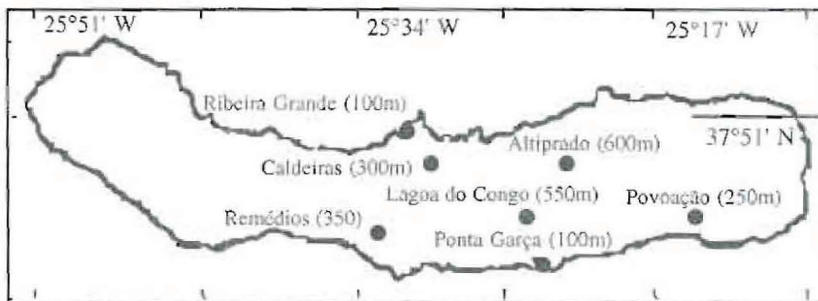 25°51' W
25°34' W
25°17' W
Ribeira Grande (100m)
37°51' N
Altiprado (600m)
Caldeiras (300m)
Lagoa do Congo (550m)
Povoação (250m)
Remédios (350)
Ponta Garça (100m)